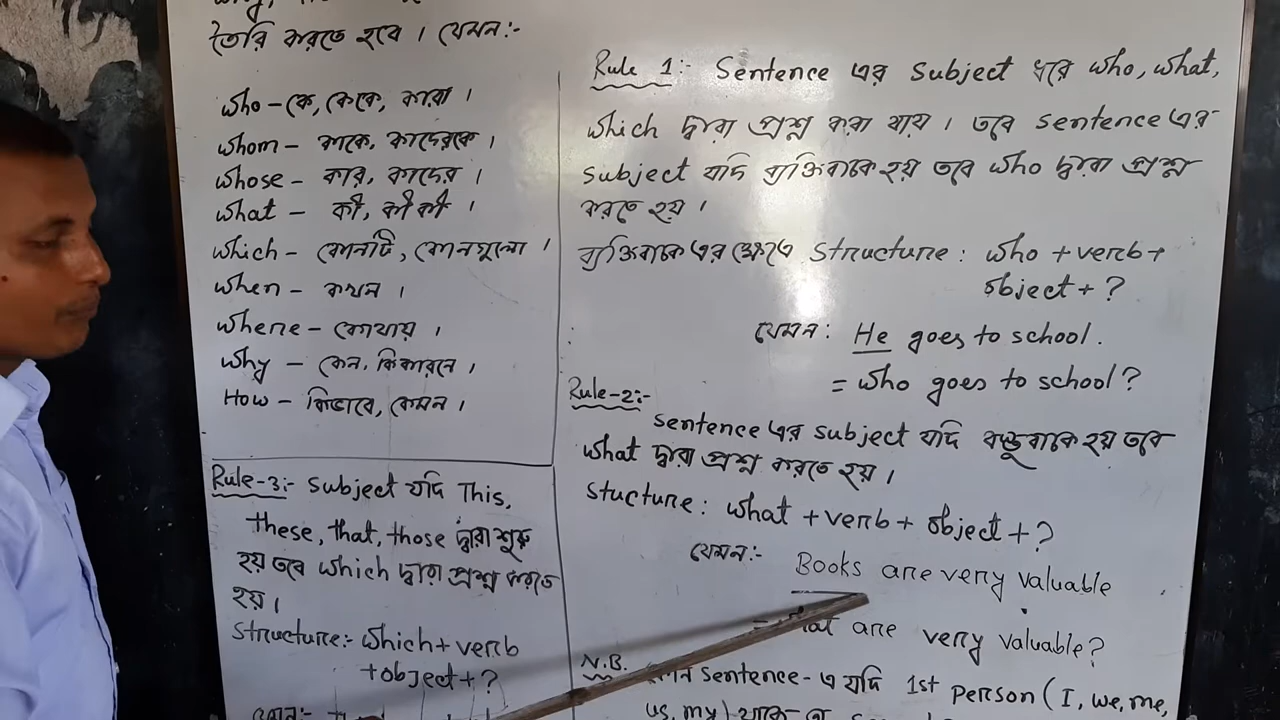 তৈরি করতে হবে । যেমন:-
Who - কে, কেকে, কারা ।
Whom - কাকে, কাদেরকে ।
Whose - কার, কাদের ।
What - কী, কী কী ।
Which - কোনটি, কোনগুলো ।
When - কখন ।
Where - কোথায় ।
Why - কেন, কিকারনে ।
How - কিভাবে, কেমন ।
Rule-3:- Subject যদি This,
these, that, those দ্বারা শুরু
হয় তবে which দ্বারা প্রশ্ন করতে
হয় ।
Structure:- which + verb
+ object + ?
যেমন:-
Rule 1:- Sentence এর Subject ধরে who, what,
which দ্বারা প্রশ্ন করা যায় । তবে sentence এর
subject যদি ব্যক্তিবাচক হয় তবে who দ্বারা প্রশ্ন
করতে হয় ।
ব্যক্তিবাচক এর ক্ষেত্রে structure : who + verb +
object + ?
যেমন : He goes to school.
= who goes to school?
Rule-2:-
sentence এর subject যদি বস্তুবাচক হয় তবে
what দ্বারা প্রশ্ন করতে হয় ।
Stucture : what + verb + object + ?
যেমন:- Books are very valuable
= What are very valuable?
N.B. sentence - এ যদি 1st person (I, we, me,
us, my)